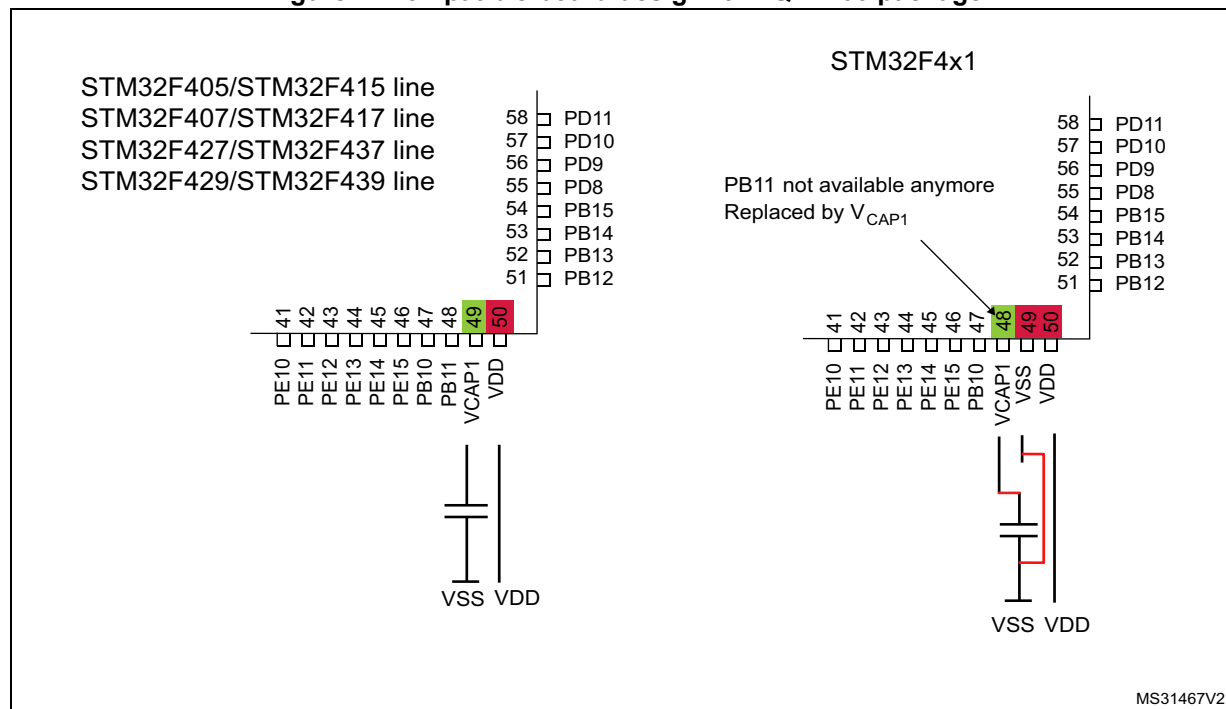 STM32F405/STM32F415 line
STM32F407/STM32F417 line
STM32F427/STM32F437 line
STM32F429/STM32F439 line
58 PD11
57 PD10
56 PD9
55 PD8
54 PB15
53 PB14
52 PB13
51 PB12
41 42 43 44 45 46 47 48 49 50
PE10 PE11 PE12 PE13 PE14 PE15 PB10 PB11 VCAP1 VDD
VSS VDD
STM32F4x1
PB11 not available anymore
Replaced by VCAP1
58 PD11
57 PD10
56 PD9
55 PD8
54 PB15
53 PB14
52 PB13
51 PB12
41 42 43 44 45 46 47 48 49 50
PE10 PE11 PE12 PE13 PE14 PE15 PB10 VCAP1 VSS VDD
VSS VDD
MS31467V2